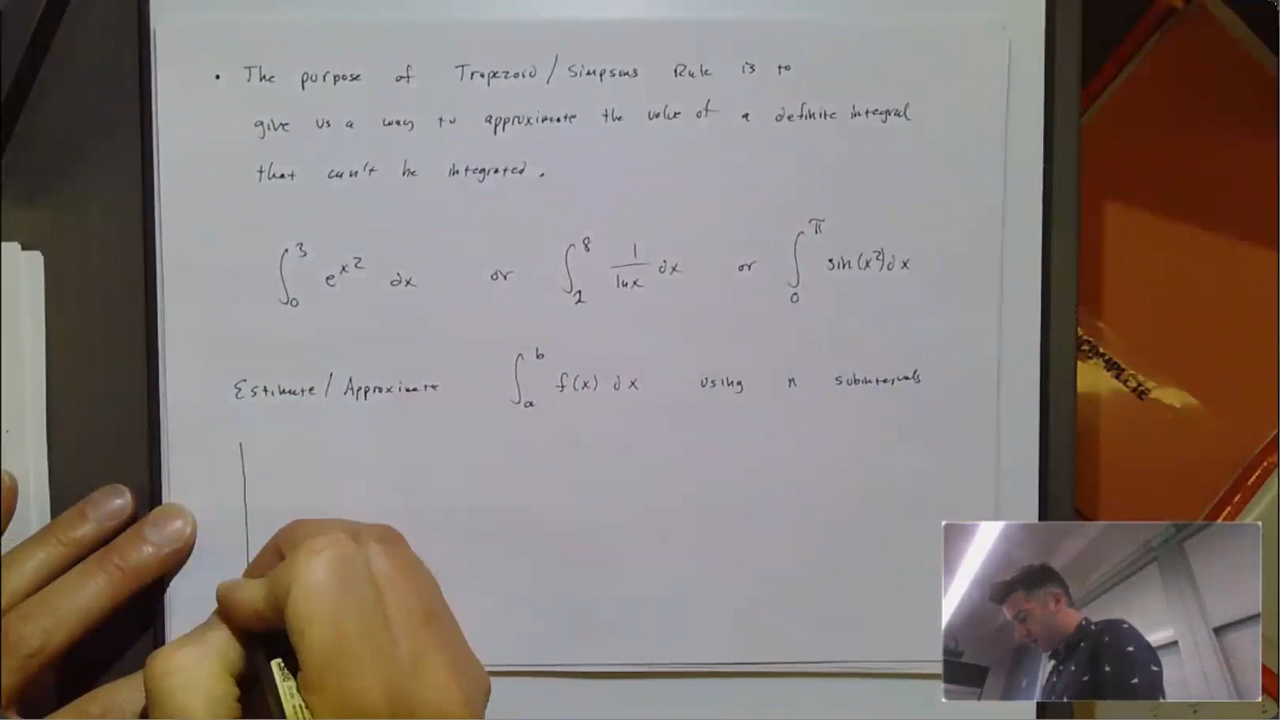 • The purpose of Trapezoid / Simpsons Rule is to
give us a way to approximate the value of a definite integral
that can't be integrated.
∫₀³ e^{x²} dx or ∫₂⁸ 1/ln x dx or ∫₀^π sin(x²) dx
Estimate / Approximate ∫ₐᵇ f(x) dx using n subintervals
COMPLETE